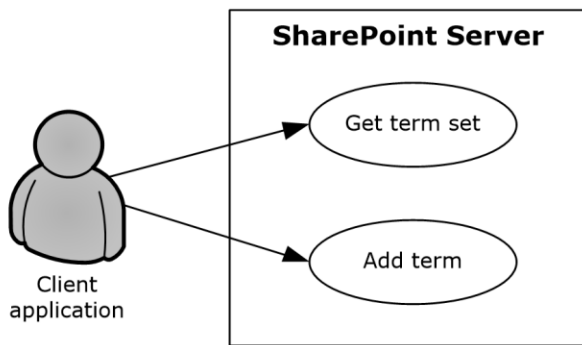 SharePoint Server
Get term set
Add term
Client
application